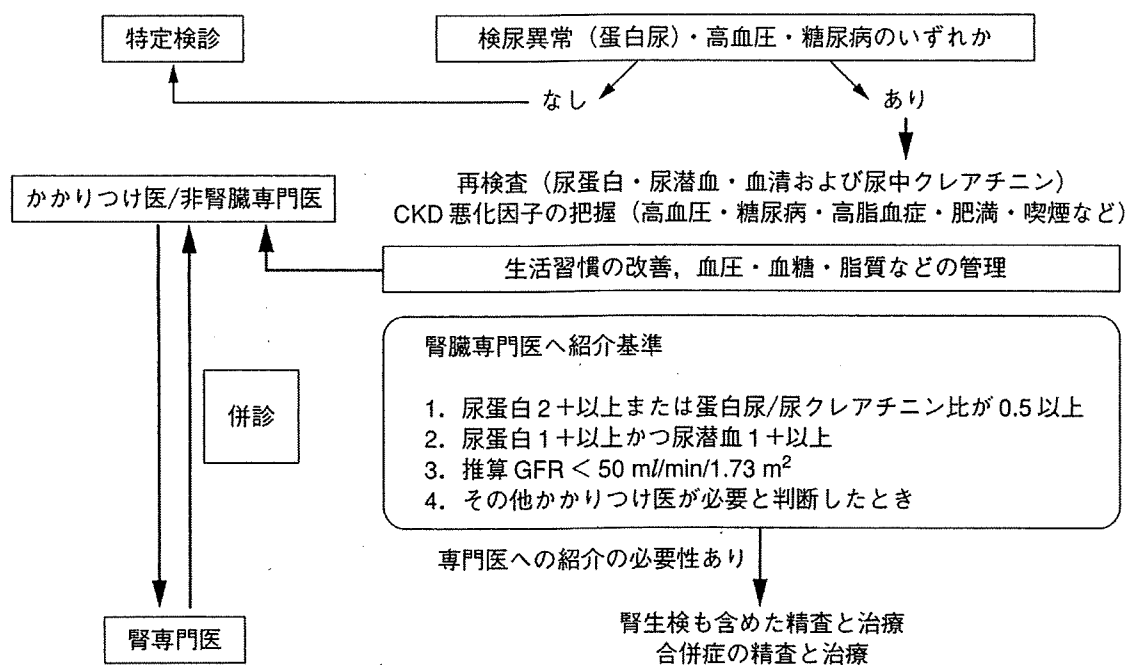 特定検診
検尿異常（蛋白尿）・高血圧・糖尿病のいずれか
なし
あり
かかりつけ医/非腎臓専門医
再検査（尿蛋白・尿潜血・血清および尿中クレアチニン）
CKD悪化因子の把握（高血圧・糖尿病・高脂血症・肥満・喫煙など）
生活習慣の改善，血圧・血糖・脂質などの管理
腎臓専門医へ紹介基準
1．尿蛋白2＋以上または蛋白尿/尿クレアチニン比が0.5以上
2．尿蛋白1＋以上かつ尿潜血1＋以上
3．推算GFR＜50 ml/min/1.73 m²
4．その他かかりつけ医が必要と判断したとき
併診
専門医への紹介の必要性あり
腎専門医
腎生検も含めた精査と治療
合併症の精査と治療